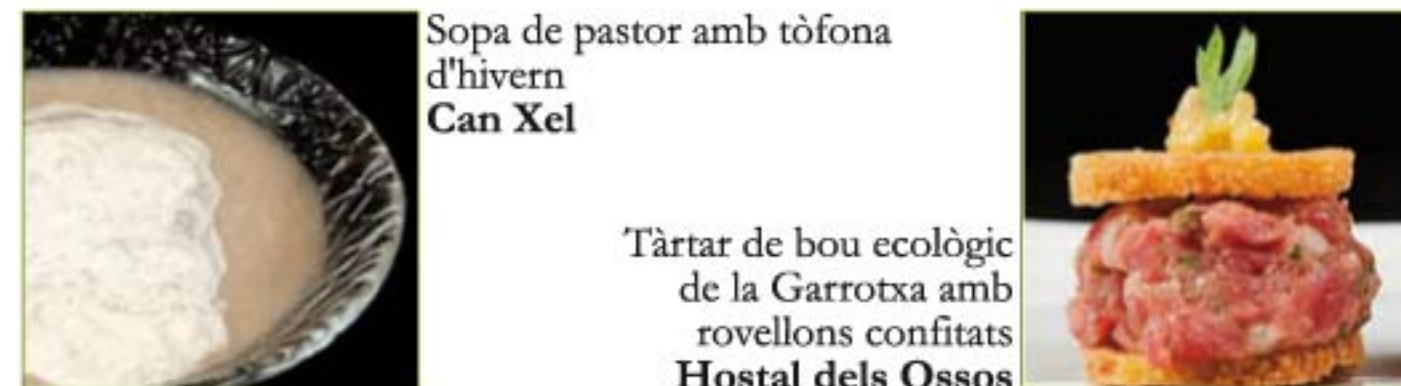 Sopa de pastor amb tòfona
d'hivern
Can Xel
Tàrtar de bou ecològic
de la Garrotxa amb
rovellons confitats
Hostal dels Ossos